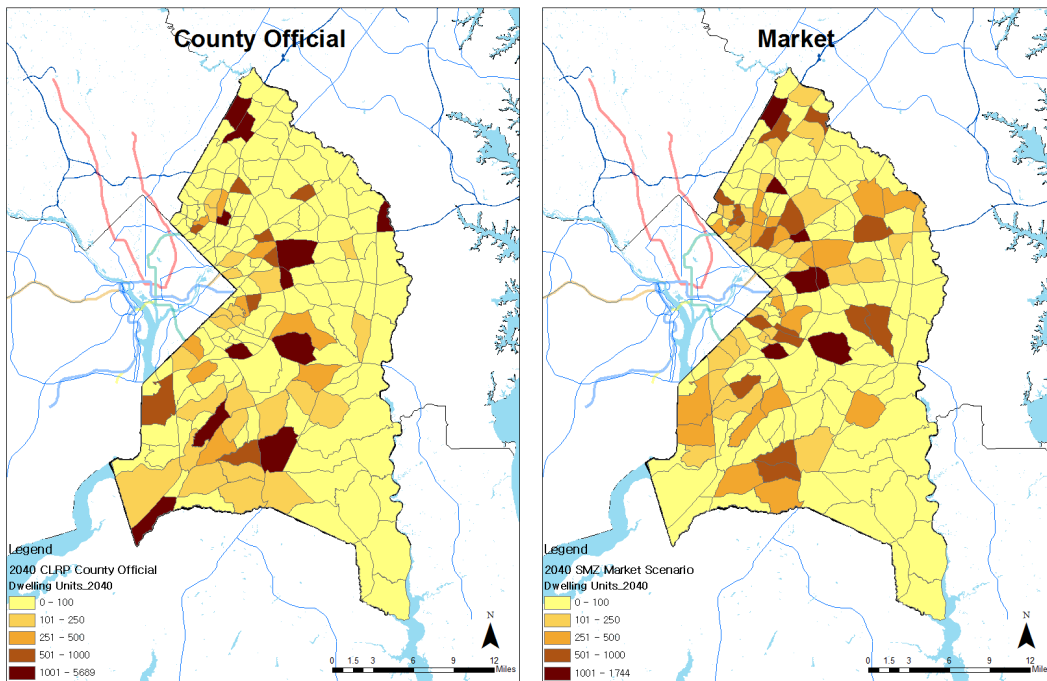 County Official
Legend
2040 CLRP County Official
Dwelling Units_2040
0 - 100
101 - 250
251 - 500
501 - 1000
1001 - 5689
N
0 1.5 3 6 9 12
Miles
Market
Legend
2040 SMZ Market Scenario
Dwelling Units_2040
0 - 100
101 - 250
251 - 500
501 - 1000
1001 - 1,744
N
0 1.5 3 6 9 12
Miles